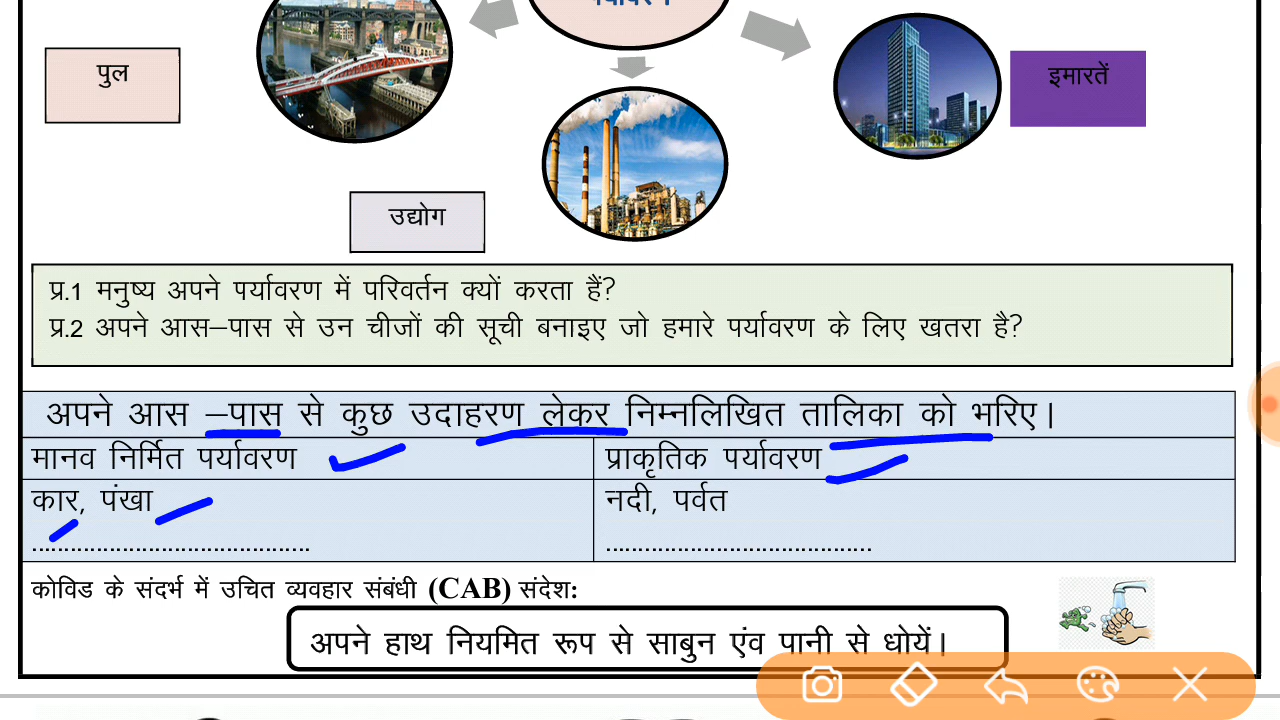 पुल
इमारतें
उद्योग
प्र.1 मनुष्य अपने पर्यावरण में परिवर्तन क्यों करता हैं?
प्र.2 अपने आस–पास से उन चीजों की सूची बनाइए जो हमारे पर्यावरण के लिए खतरा है?
अपने आस –पास से कुछ उदाहरण लेकर निम्नलिखित तालिका को भरिए।
मानव निर्मित पर्यावरण
प्राकृतिक पर्यावरण
कार, पंखा
नदी, पर्वत
...........................................
.........................................
कोविड के संदर्भ में उचित व्यवहार संबंधी (CAB) संदेश:
अपने हाथ नियमित रूप से साबुन एंव पानी से धोयें।